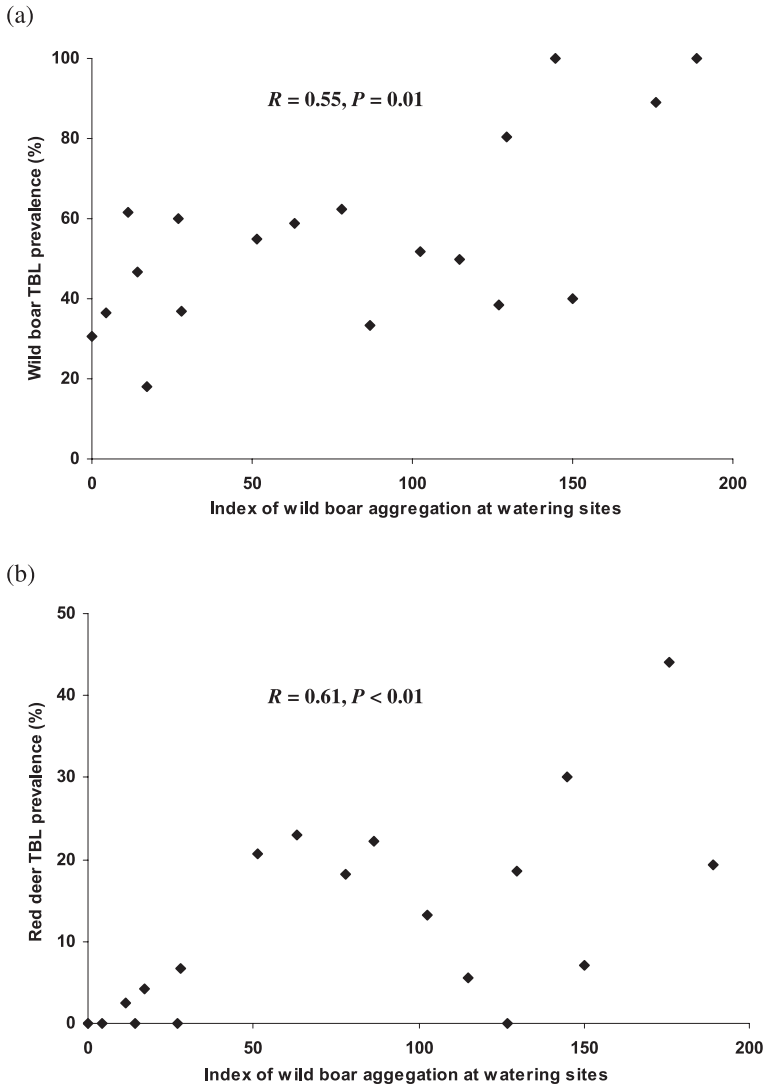 (a)
100
80
60
40
20
0
Wild boar TBL prevalence (%)
R = 0.55, P = 0.01
0 50 100 150 200
Index of wild boar aggregation at watering sites
(b)
50
40
30
20
10
0
Red deer TBL prevalence (%)
R = 0.61, P < 0.01
0 50 100 150 200
Index of wild boar aggegation at watering sites